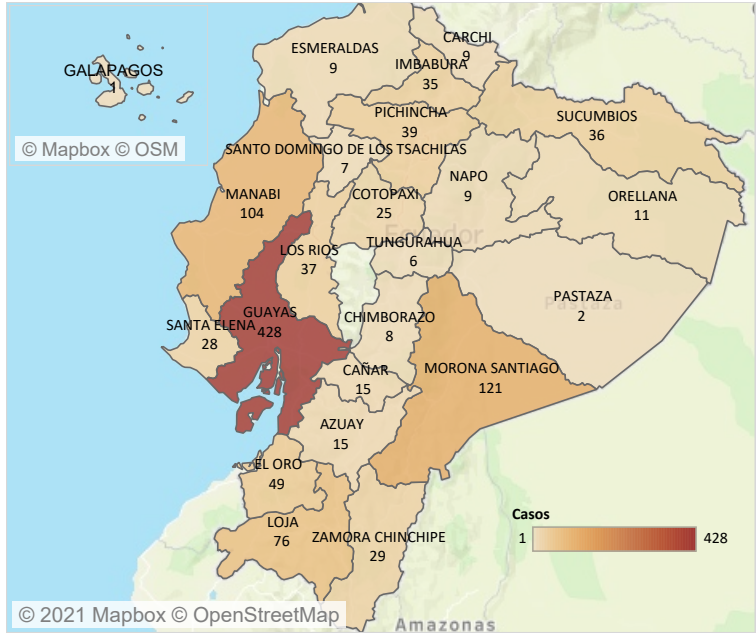 CARCHI
9
ESMERALDAS
9
IMBABURA
35
GALAPAGOS
1
PICHINCHA
39
SUCUMBIOS
36
© Mapbox © OSM
SANTO DOMINGO DE LOS TSACHILAS
7
NAPO
9
MANABI
104
COTOPAXI
25
ORELLANA
11
Ecuador
TUNGURAHUA
6
LOS RIOS
37
Pastaza
PASTAZA
2
GUAYAS
428
SANTA ELENA
28
CHIMBORAZO
8
CAÑAR
15
MORONA SANTIAGO
121
AZUAY
15
EL ORO
49
LOJA
76
ZAMORA CHINCHIPE
29
Casos
1
428
© 2021 Mapbox © OpenStreetMap
Amazonas